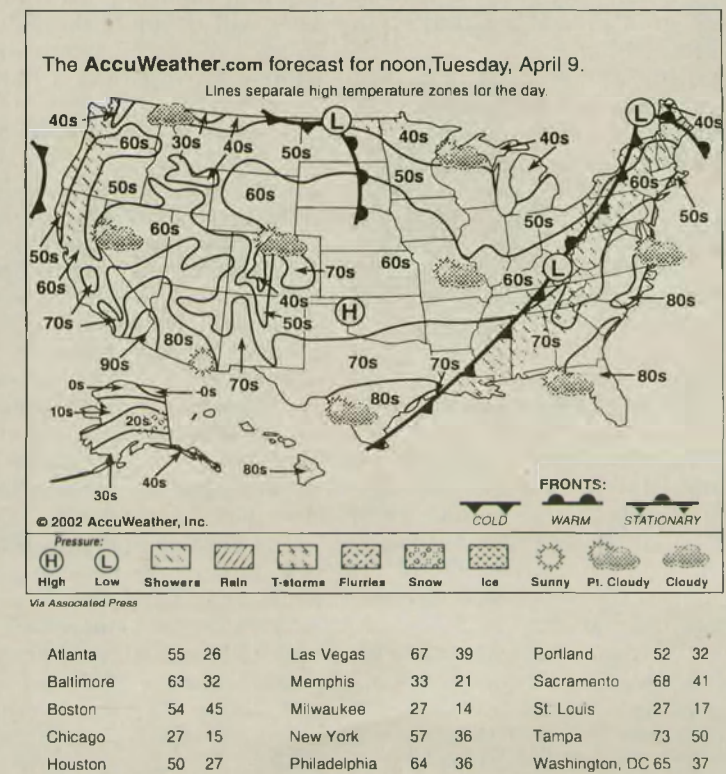 The AccuWeather.com forecast for noon,Tuesday, April 9.
Lines separate high temperature zones for the day.
40s
60s
30s
40s
50s
40s
40s
40s
50s
60s
50s
60s
50s
60s
50s
50s
60s
70s
60s
60s
60s
40s
50s
80s
70s
80s
70s
70s
70s
90s
70s
80s
80s
0s
-0s
10s
20s
30s
40s
80s
L
L
L
H
FRONTS:
COLD WARM STATIONARY
© 2002 AccuWeather, Inc.
Pressure:
H L
High Low Showers Rain T-storms Flurries Snow Ice Sunny Pt. Cloudy Cloudy
Via Associated Press
Atlanta 55 26 Las Vegas 67 39 Portland 52 32
Baltimore 63 32 Memphis 33 21 Sacramento 68 41
Boston 54 45 Milwaukee 27 14 St. Louis 27 17
Chicago 27 15 New York 57 36 Tampa 73 50
Houston 50 27 Philadelphia 64 36 Washington, DC 65 37